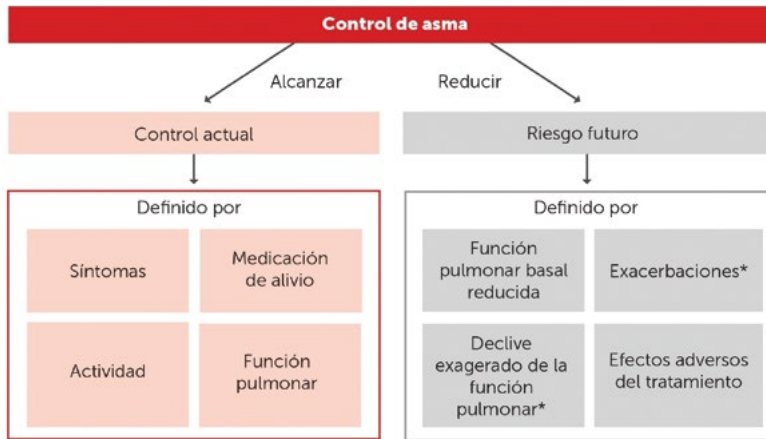 Control de asma
Alcanzar
Reducir
Control actual
Riesgo futuro
Definido por
Síntomas
Medicación
de alivio
Actividad
Función
pulmonar
Definido por
Función
pulmonar basal
reducida
Exacerbaciones*
Declive
exagerado de la
función
pulmonar*
Efectos adversos
del tratamiento